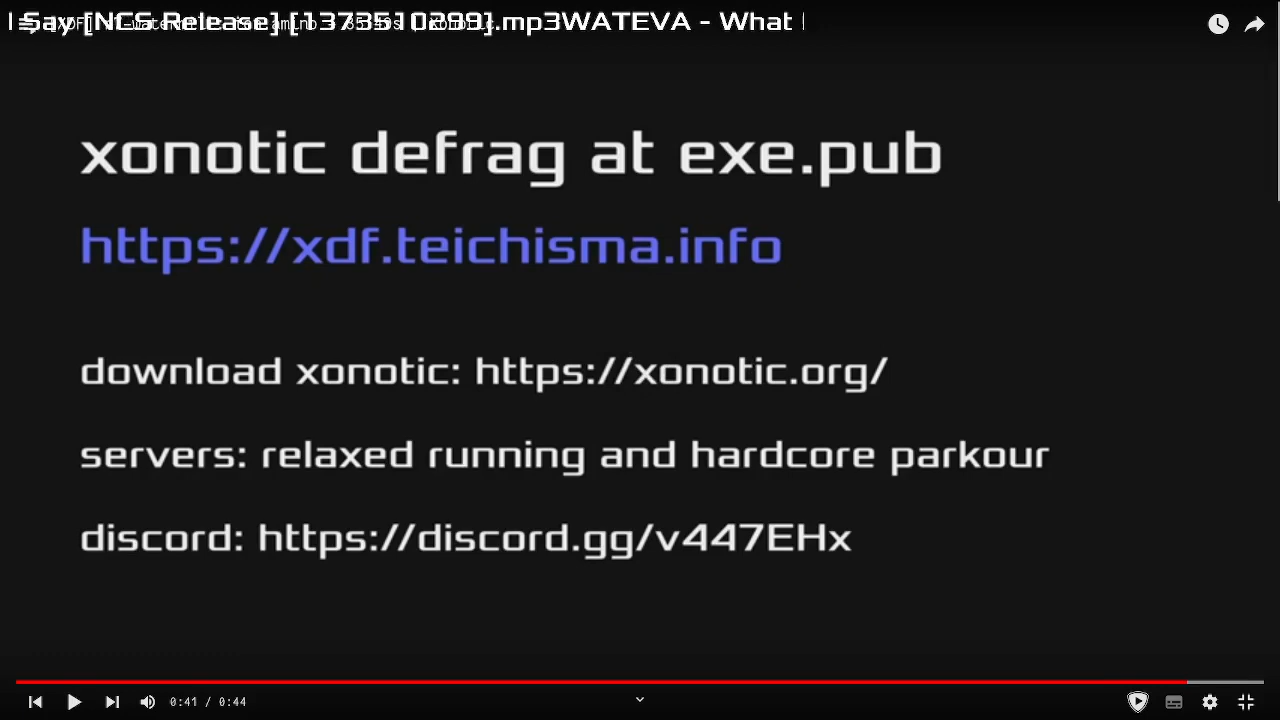 I Say [NCS Release] [1373510299].mp3WATEVA - What I
xonotic defrag at exe.pub
https://xdf.teichisma.info
download xonotic: https://xonotic.org/
servers: relaxed running and hardcore parkour
discord: https://discord.gg/v447EHx
0:41 / 0:44